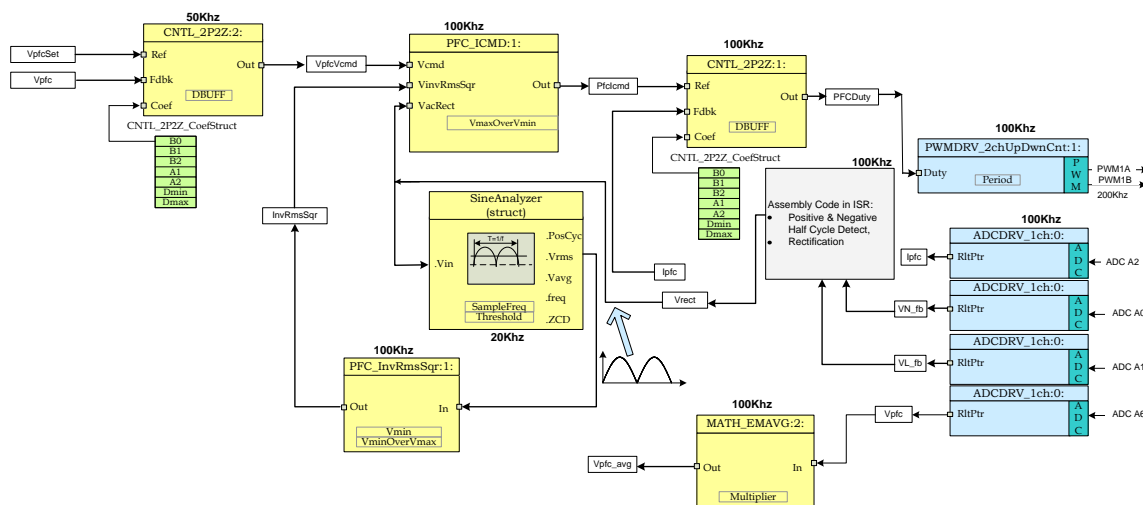 50Khz
CNTL_2P2Z:2:
VpfcSet
Ref
Out
Vpfc
Fdbk
Coef
DBUFF
CNTL_2P2Z_CoefStruct
B0
B1
B2
A1
A2
Dmin
Dmax
VpfcVcmd
100Khz
PFC_ICMD:1:
Vcmd
VinvRmsSqr
Out
VacRect
VmaxOverVmin
PfcIcmd
100Khz
CNTL_2P2Z:1:
Ref
Out
Fdbk
Coef
DBUFF
CNTL_2P2Z_CoefStruct
B0
B1
B2
A1
A2
Dmin
Dmax
PFCDuty
100Khz
PWMDRV_2chUpDwnCnt:1:
Duty
Period
P
W
M
PWM1A
PWM1B
200Khz
100Khz
Assembly Code in ISR:
• Positive & Negative
Half Cycle Detect,
• Rectification
InvRmsSqr
SineAnalyzer
(struct)
T=1/f
.PosCyc
.Vin
.Vrms
.Vavg
.freq
.ZCD
SampleFreq
Threshold
20Khz
Ipfc
Vrect
100Khz
ADCDRV_1ch:0:
Ipfc
RltPtr
A
D
C
ADC A2
ADCDRV_1ch:0:
VN_fb
RltPtr
A
D
C
ADC A0
ADCDRV_1ch:0:
VL_fb
RltPtr
A
D
C
ADC A1
ADCDRV_1ch:0:
Vpfc
RltPtr
A
D
C
ADC A6
100Khz
PFC_InvRmsSqr:1:
Out
In
Vmin
VminOverVmax
100Khz
MATH_EMAVG:2:
Vpfc_avg
Out
In
Multiplier